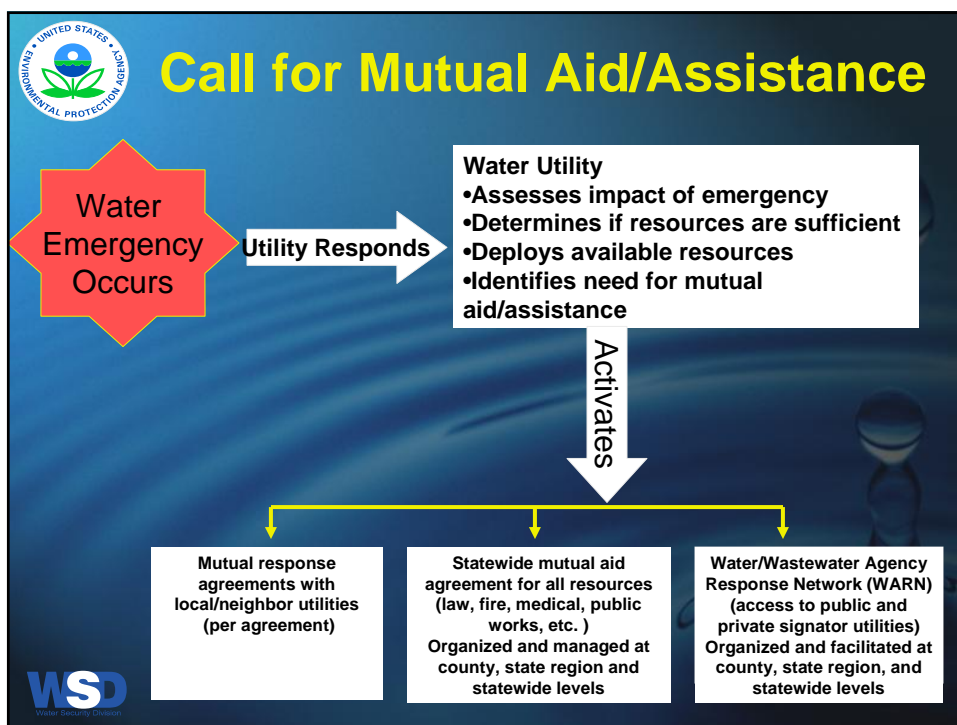 UNITED STATES
ENVIRONMENTAL PROTECTION AGENCY
Call for Mutual Aid/Assistance
Water
Emergency
Occurs
Utility Responds
Water Utility
•Assesses impact of emergency
•Determines if resources are sufficient
•Deploys available resources
•Identifies need for mutual
aid/assistance
Activates
Mutual response
agreements with
local/neighbor utilities
(per agreement)
Statewide mutual aid
agreement for all resources
(law, fire, medical, public
works, etc. )
Organized and managed at
county, state region and
statewide levels
Water/Wastewater Agency
Response Network (WARN)
(access to public and
private signator utilities)
Organized and facilitated at
county, state region, and
statewide levels
WSD
Water Security Division